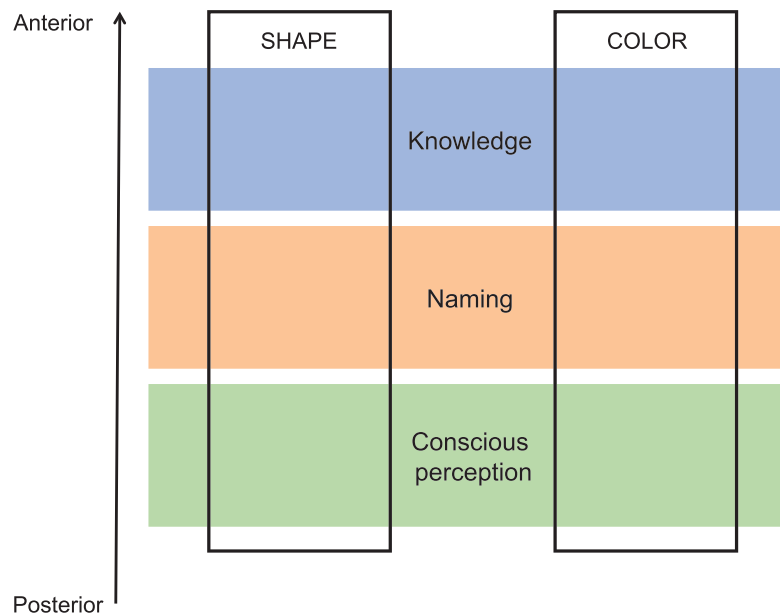 Anterior
SHAPE
COLOR
Knowledge
Naming
Conscious
perception
Posterior